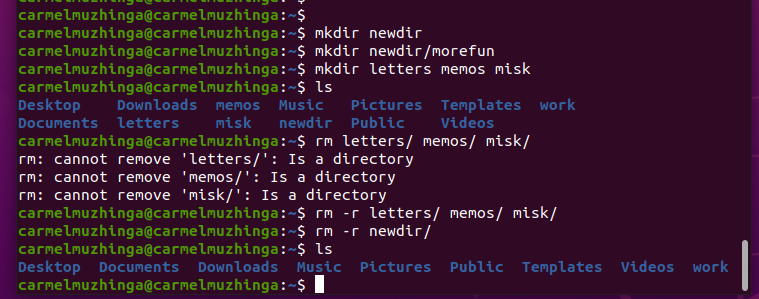 carmelmuzhinga@carmelmuzhinga:~$
carmelmuzhinga@carmelmuzhinga:~$ mkdir newdir
carmelmuzhinga@carmelmuzhinga:~$ mkdir newdir/morefun
carmelmuzhinga@carmelmuzhinga:~$ mkdir letters memos misk
carmelmuzhinga@carmelmuzhinga:~$ ls
Desktop    Downloads  memos  Music   Pictures  Templates  work
Documents  letters    misk   newdir  Public    Videos
carmelmuzhinga@carmelmuzhinga:~$ rm letters/ memos/ misk/
rm: cannot remove 'letters/': Is a directory
rm: cannot remove 'memos/': Is a directory
rm: cannot remove 'misk/': Is a directory
carmelmuzhinga@carmelmuzhinga:~$ rm -r letters/ memos/ misk/
carmelmuzhinga@carmelmuzhinga:~$ rm -r newdir/
carmelmuzhinga@carmelmuzhinga:~$ ls
Desktop  Documents  Downloads  Music  Pictures  Public  Templates  Videos  work
carmelmuzhinga@carmelmuzhinga:~$